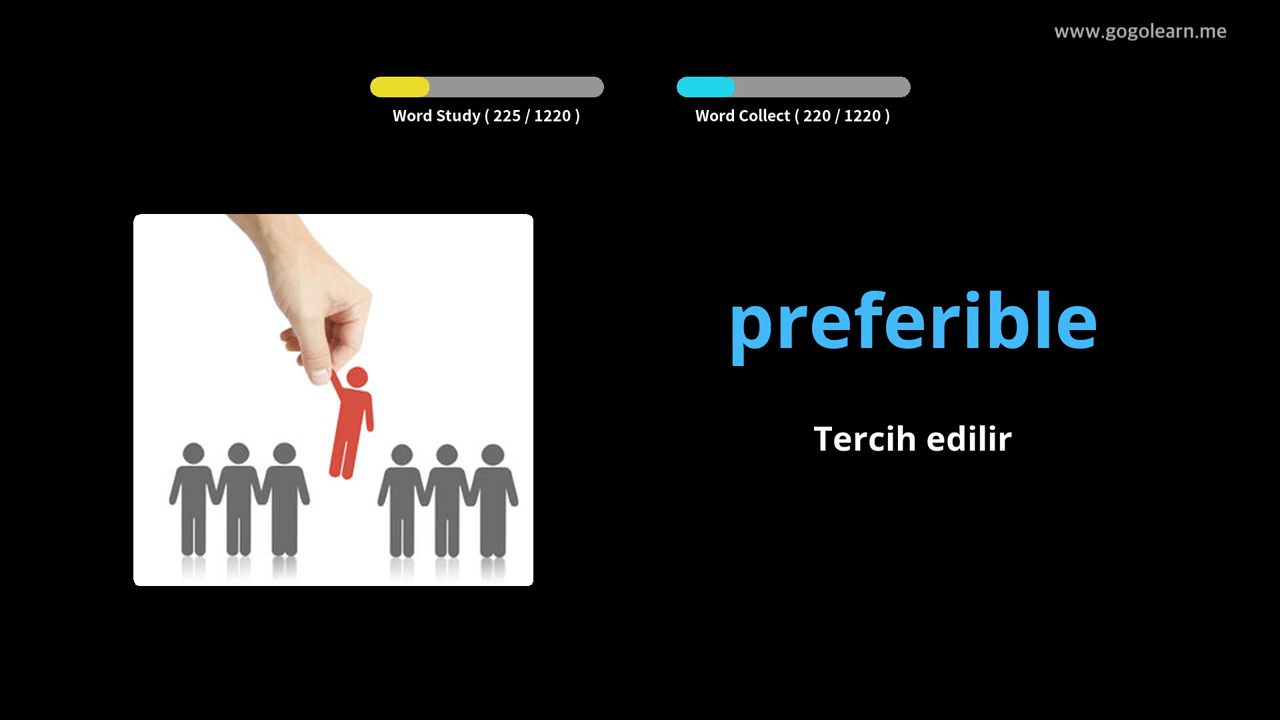 www.gogolearn.me
Word Study ( 225 / 1220 )
Word Collect ( 220 / 1220 )
preferible
Tercih edilir